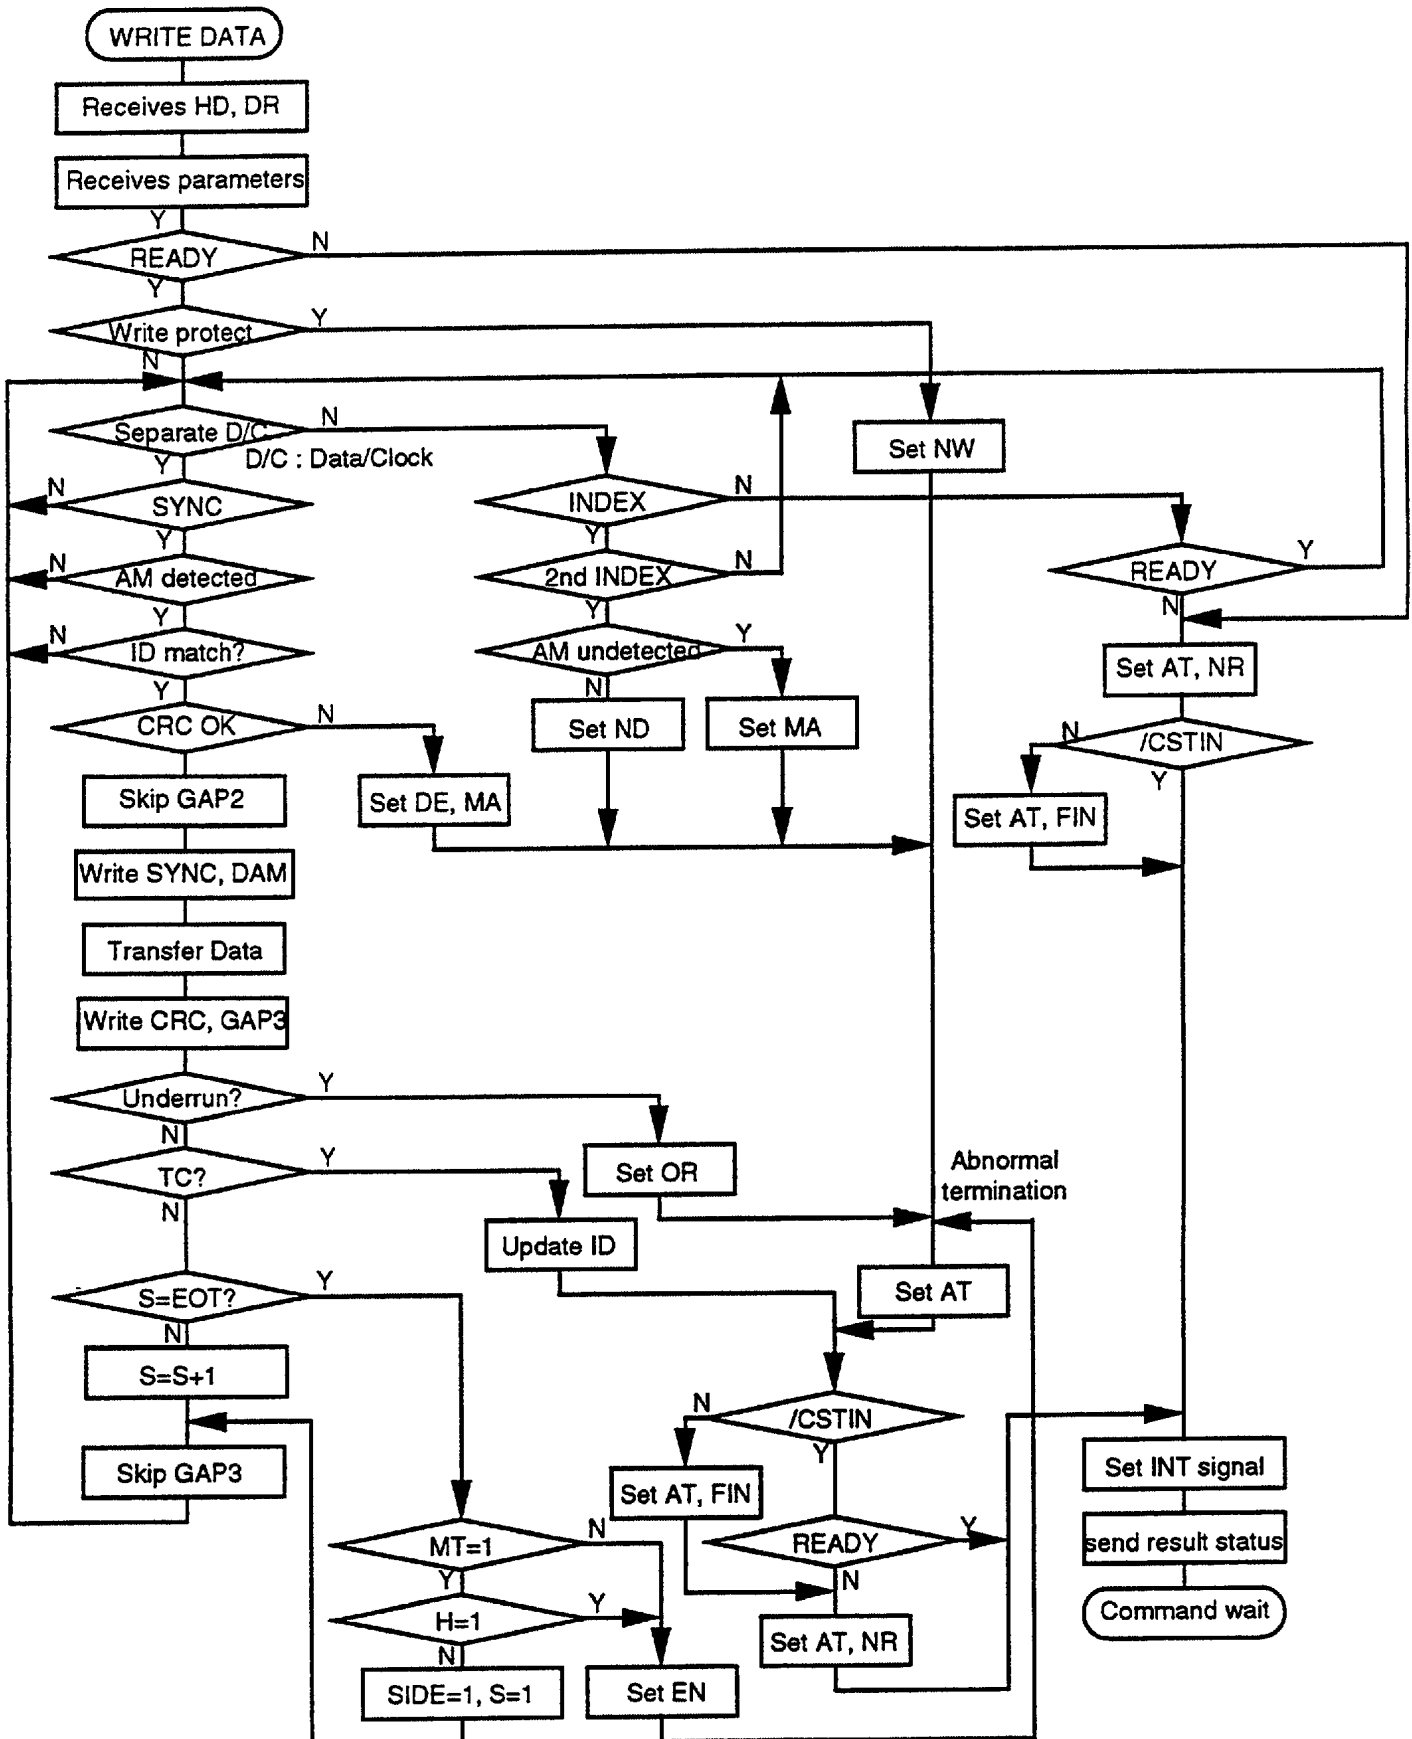 WRITE DATA
Receives HD, DR
Receives parameters
Y
READY
N
Y
Write protect
Y
N
Separate D/C
N
D/C : Data/Clock
Y
SYNC
N
Y
AM detected
N
Y
ID match?
N
Y
CRC OK
N
Skip GAP2
Set DE, MA
Write SYNC, DAM
Transfer Data
Write CRC, GAP3
INDEX
N
Y
2nd INDEX
N
Y
AM undetected
Y
N
Set ND
Set MA
Set NW
READY
Y
N
Set AT, NR
/CSTIN
N
Y
Set AT, FIN
Underrun?
Y
N
Set OR
TC?
Y
N
Update ID
Abnormal
termination
Set AT
S=EOT?
Y
N
S=S+1
Skip GAP3
/CSTIN
N
Y
Set AT, FIN
READY
Y
N
Set AT, NR
MT=1
N
Y
H=1
Y
N
SIDE=1, S=1
Set EN
Set INT signal
send result status
Command wait